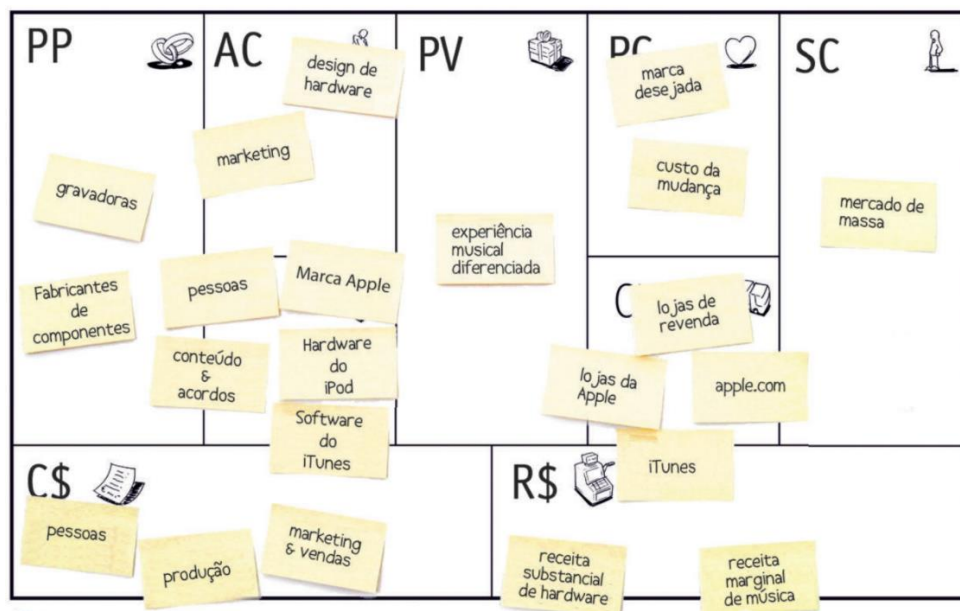 PP
gravadoras
Fabricantes
de
componentes
AC
design de
hardware
marketing
pessoas
Marca Apple
conteúdo
&
acordos
Hardware
do
iPod
Software
do
iTunes
PV
experiência
musical
diferenciada
marca
desejada
custo da
mudança
lojas de
revenda
lojas da
Apple
apple.com
iTunes
SC
mercado de
massa
C$
pessoas
produção
marketing
& vendas
R$
receita
substancial
de hardware
receita
marginal
de música